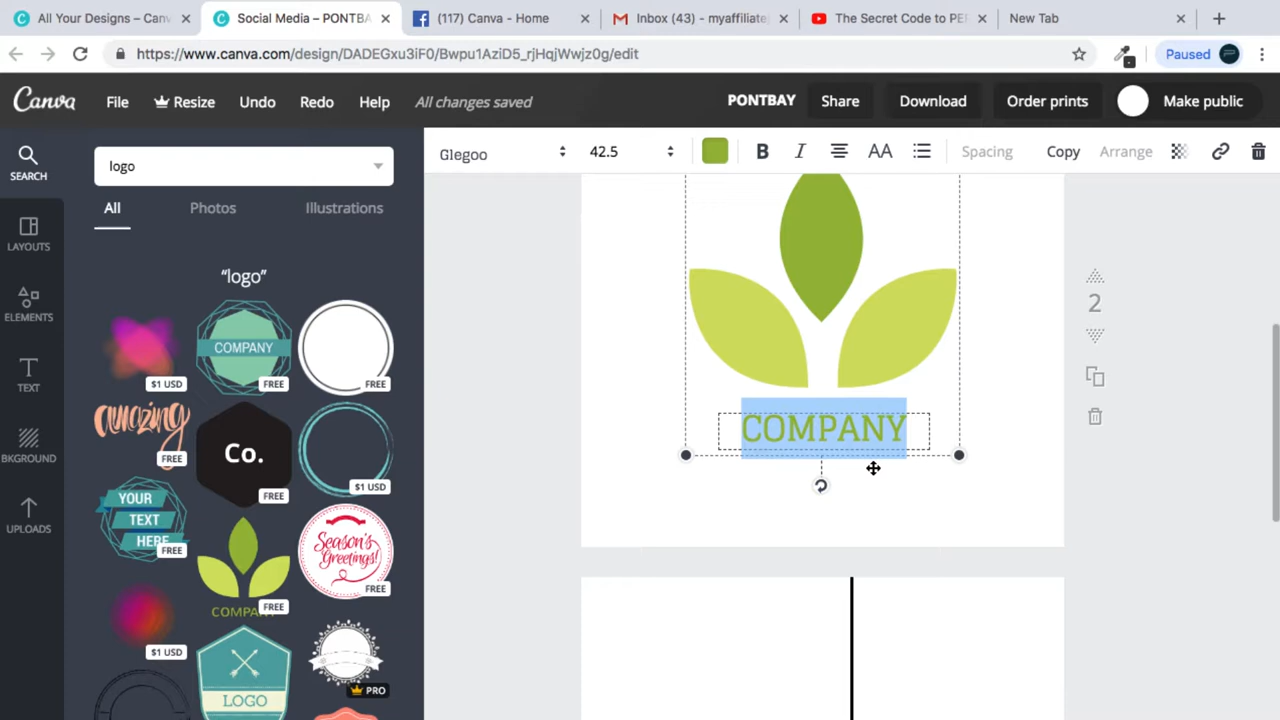 All Your Designs – Canv
Social Media – PONTBA
(117) Canva - Home
Inbox (43) - myaffiliate
The Secret Code to PE
New Tab
https://www.canva.com/design/DADEGxu3iF0/Bwpu1AziD5_rjHqjWwjz0g/edit
Paused
Canva
File
Resize
Undo
Redo
Help
All changes saved
PONTBAY
Share
Download
Order prints
Make public
SEARCH
LAYOUTS
ELEMENTS
TEXT
BKGROUND
UPLOADS
logo
All
Photos
Illustrations
“logo”
$1 USD
COMPANY
FREE
FREE
amazing
FREE
Co.
FREE
$1 USD
YOUR
TEXT
HERE
FREE
COMPANY
FREE
Season's
Greetings!
FREE
$1 USD
LOGO
PRO
Glegoo
42.5
B
I
AA
Spacing
Copy
Arrange
COMPANY
2